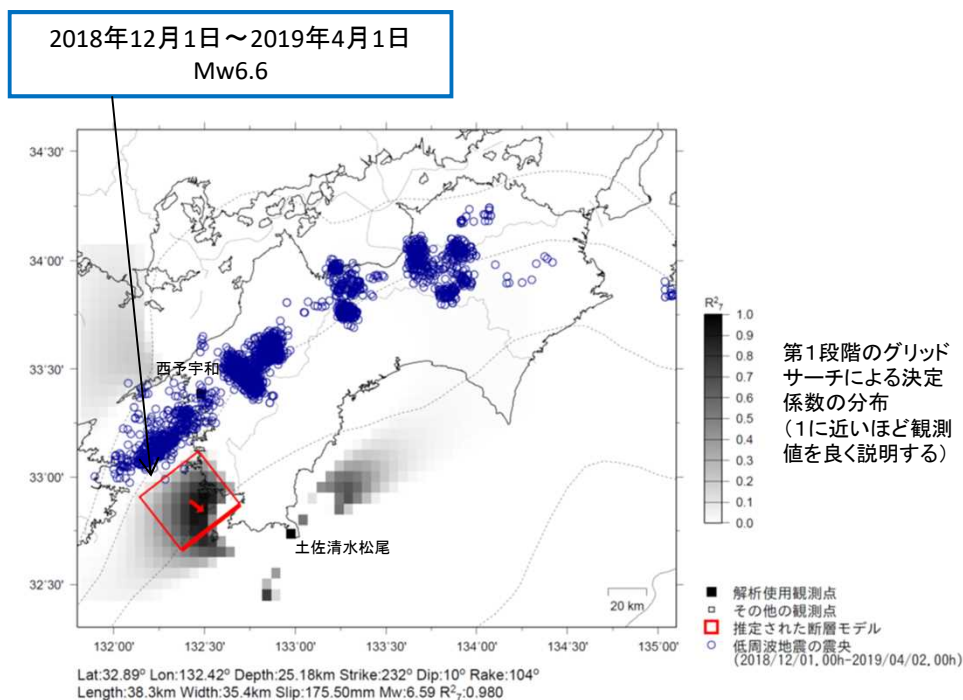 2018年12月1日～2019年4月1日
Mw6.6
34°30'
34°00'
33°30'
33°00'
32°30'
西予宇和
土佐清水松尾
20 km
132°00'
132°30'
133°00'
133°30'
134°00'
134°30'
135°00'
R²₇
1.0
0.9
0.8
0.7
0.6
0.5
0.4
0.3
0.2
0.1
0.0
第１段階のグリッド
サーチによる決定
係数の分布
（１に近いほど観測
値を良く説明する）
解析使用観測点
その他の観測点
推定された断層モデル
低周波地震の震央
(2018/12/01,00h-2019/04/02,00h)
Lat:32.89° Lon:132.42° Depth:25.18km Strike:232° Dip:10° Rake:104°
Length:38.3km Width:35.4km Slip:175.50mm Mw:6.59 R²₇:0.980